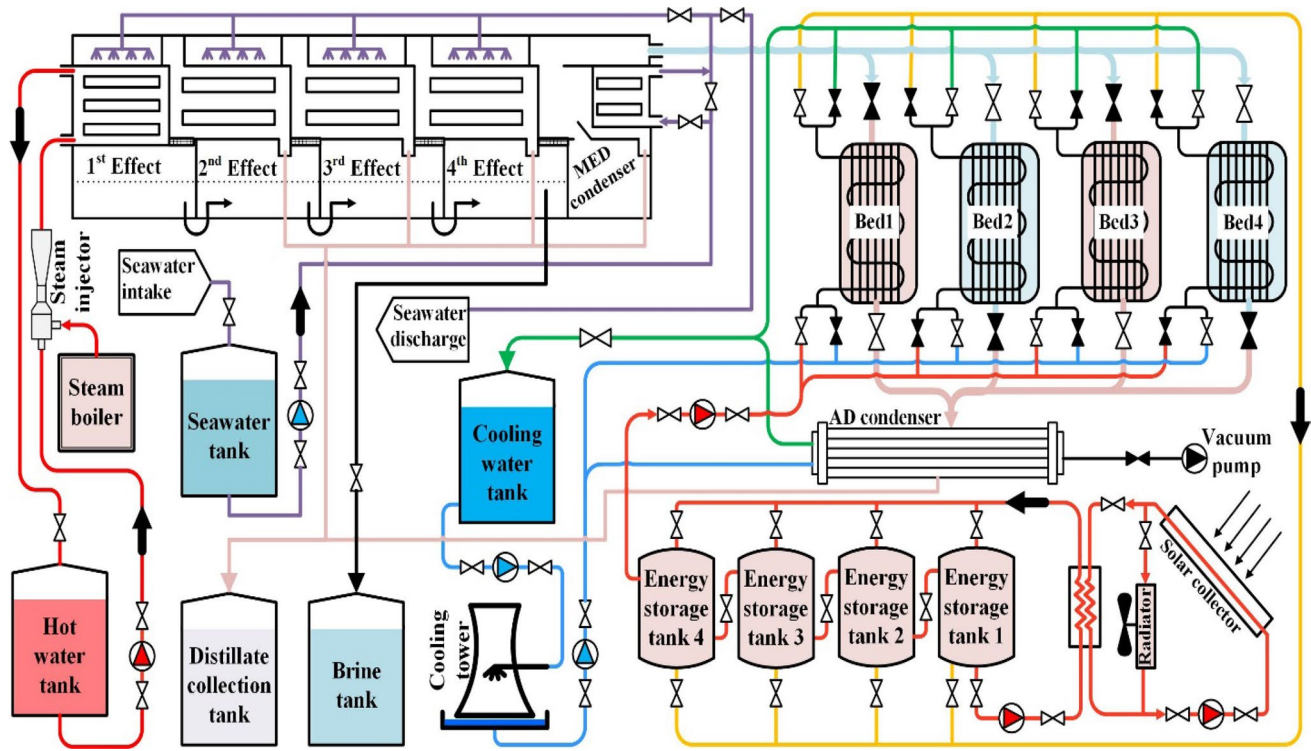 1st Effect
2nd Effect
3rd Effect
4th Effect
MED
condenser
Steam
injector
Seawater
intake
Steam
boiler
Seawater
tank
Seawater
discharge
Cooling
water
tank
Cooling
tower
Hot
water
tank
Distillate
collection
tank
Brine
tank
Bed1
Bed2
Bed3
Bed4
AD condenser
Vacuum
pump
Energy
storage
tank 4
Energy
storage
tank 3
Energy
storage
tank 2
Energy
storage
tank 1
Radiator
Solar collector